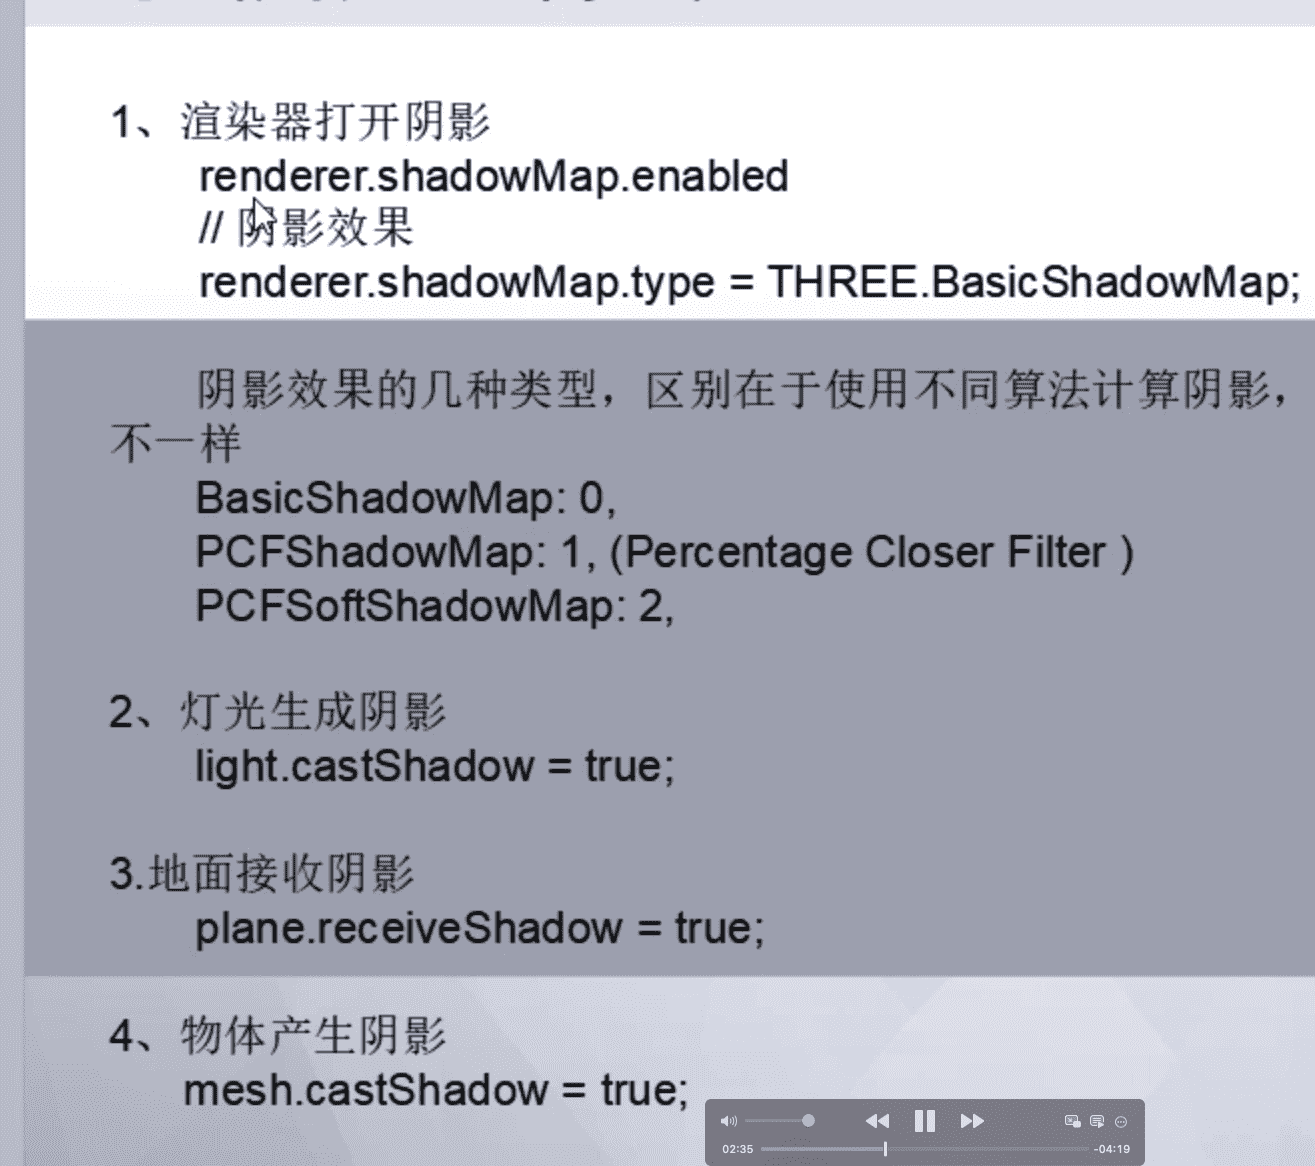 1、渲染器打开阴影
renderer.shadowMap.enabled
// 阴影效果
renderer.shadowMap.type = THREE.BasicShadowMap;
阴影效果的几种类型，区别在于使用不同算法计算阴影，
不一样
BasicShadowMap: 0,
PCFShadowMap: 1, (Percentage Closer Filter )
PCFSoftShadowMap: 2,
2、灯光生成阴影
light.castShadow = true;
3.地面接收阴影
plane.receiveShadow = true;
4、物体产生阴影
mesh.castShadow = true;
02:35 -04:19